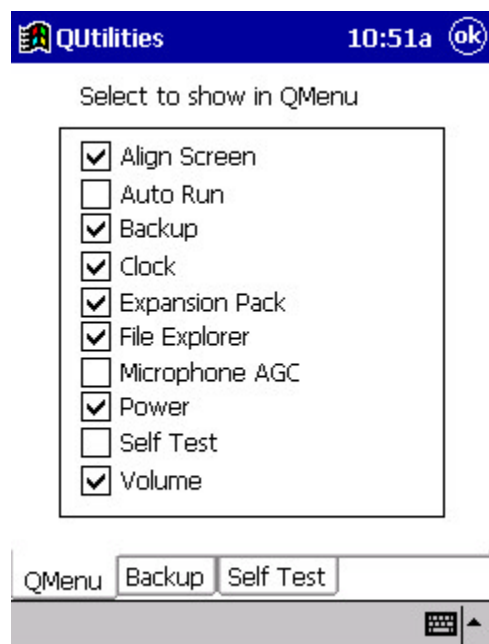 QUtilities 10:51a ok
Select to show in QMenu
Align Screen
Auto Run
Backup
Clock
Expansion Pack
File Explorer
Microphone AGC
Power
Self Test
Volume
QMenu Backup Self Test